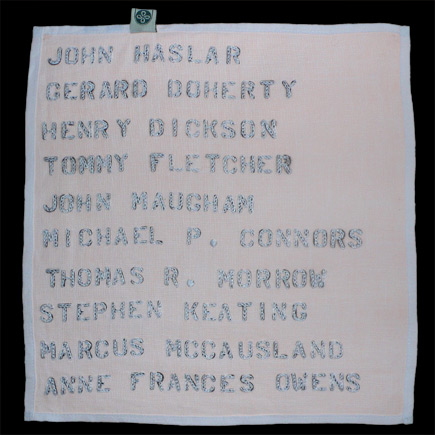 JOHN HASLAR
GERARD DOHERTY
HENRY DICKSON
TOMMY FLETCHER
JOHN MAUGHAM
MICHAEL P. CONNORS
THOMAS R. MORROW
STEPHEN KEATING
MARCUS MCCAUSLAND
ANNE FRANCES OWENS